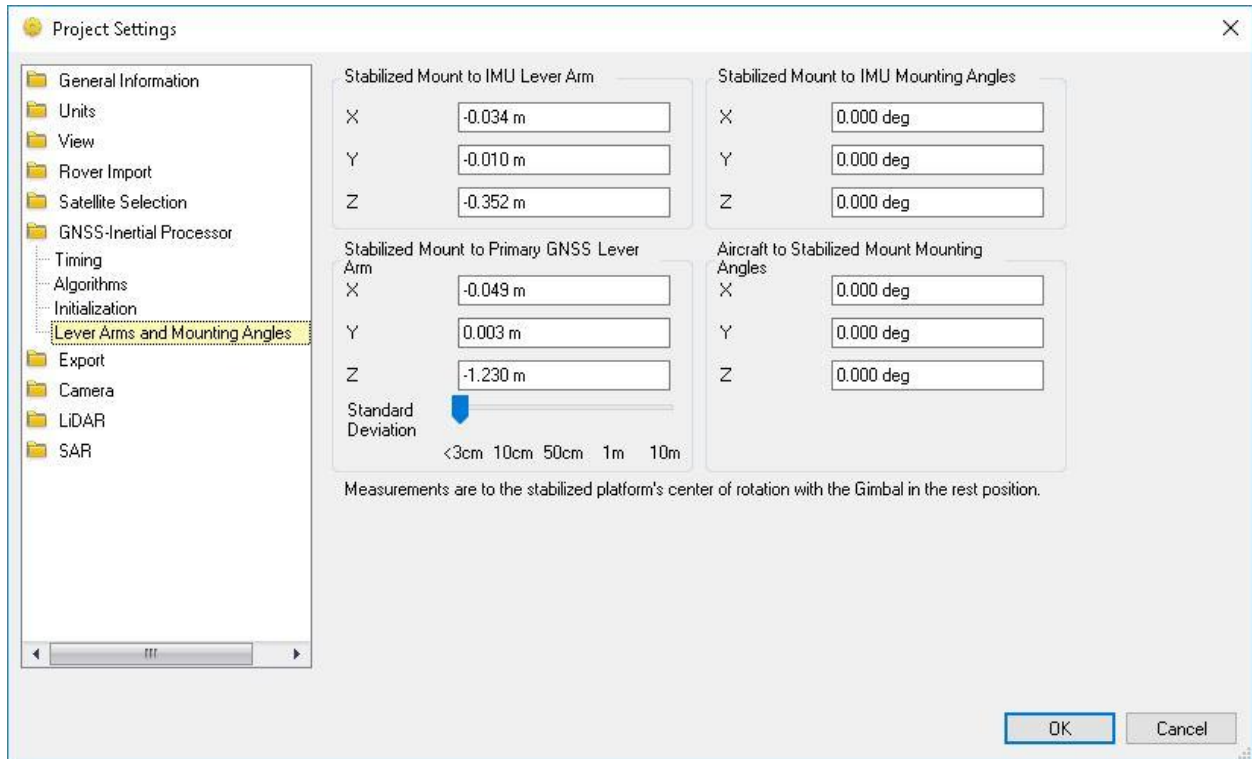 Project Settings
General Information
Units
View
Rover Import
Satellite Selection
GNSS-Inertial Processor
Timing
Algorithms
Initialization
Lever Arms and Mounting Angles
Export
Camera
LiDAR
SAR
Stabilized Mount to IMU Lever Arm
X -0.034 m
Y -0.010 m
Z -0.352 m
Stabilized Mount to IMU Mounting Angles
X 0.000 deg
Y 0.000 deg
Z 0.000 deg
Stabilized Mount to Primary GNSS Lever
Arm
X -0.049 m
Y 0.003 m
Z -1.230 m
Standard
Deviation
<3cm 10cm 50cm 1m 10m
Aircraft to Stabilized Mount Mounting
Angles
X 0.000 deg
Y 0.000 deg
Z 0.000 deg
Measurements are to the stabilized platform's center of rotation with the Gimbal in the rest position.
OK Cancel